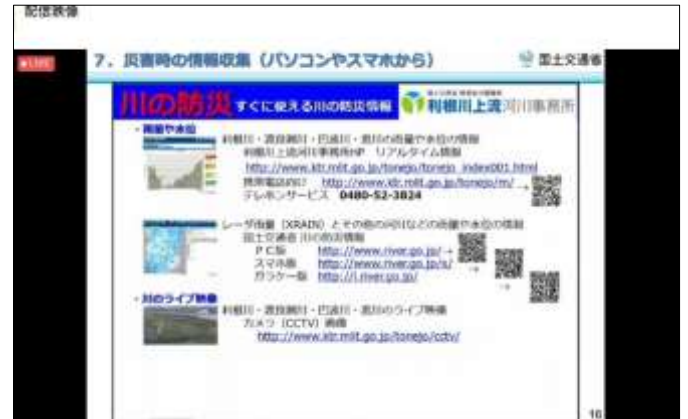 配信映像
LIVE
7．災害時の情報収集（パソコンやスマホから）
国土交通省
川の防災 すぐに使える川の防災情報
利根川上流河川事務所
・雨量や水位
利根川・渡良瀬川・巴波川・思川の雨量や水位の情報
利根川上流河川事務所HP リアルタイム情報
http://www.ktr.mlit.go.jp/tonejo/tonejo_index001.html
携帯電話向け http://www.ktr.mlit.go.jp/tonejo/m/ →
テレホンサービス 0480-52-3824
レーダ雨量（XRAIN）とその他の河川などの雨量や水位の情報
国土交通省 川の防災情報
PC版 http://www.river.go.jp/ →
スマホ版 http://www.river.go.jp/s/ →
ガラケー版 http://i.river.go.jp/ →
・川のライブ映像
利根川・渡良瀬川・巴波川・思川のライブ映像
カメラ（CCTV）画像
http://www.ktr.mlit.go.jp/tonejo/cctv/
16